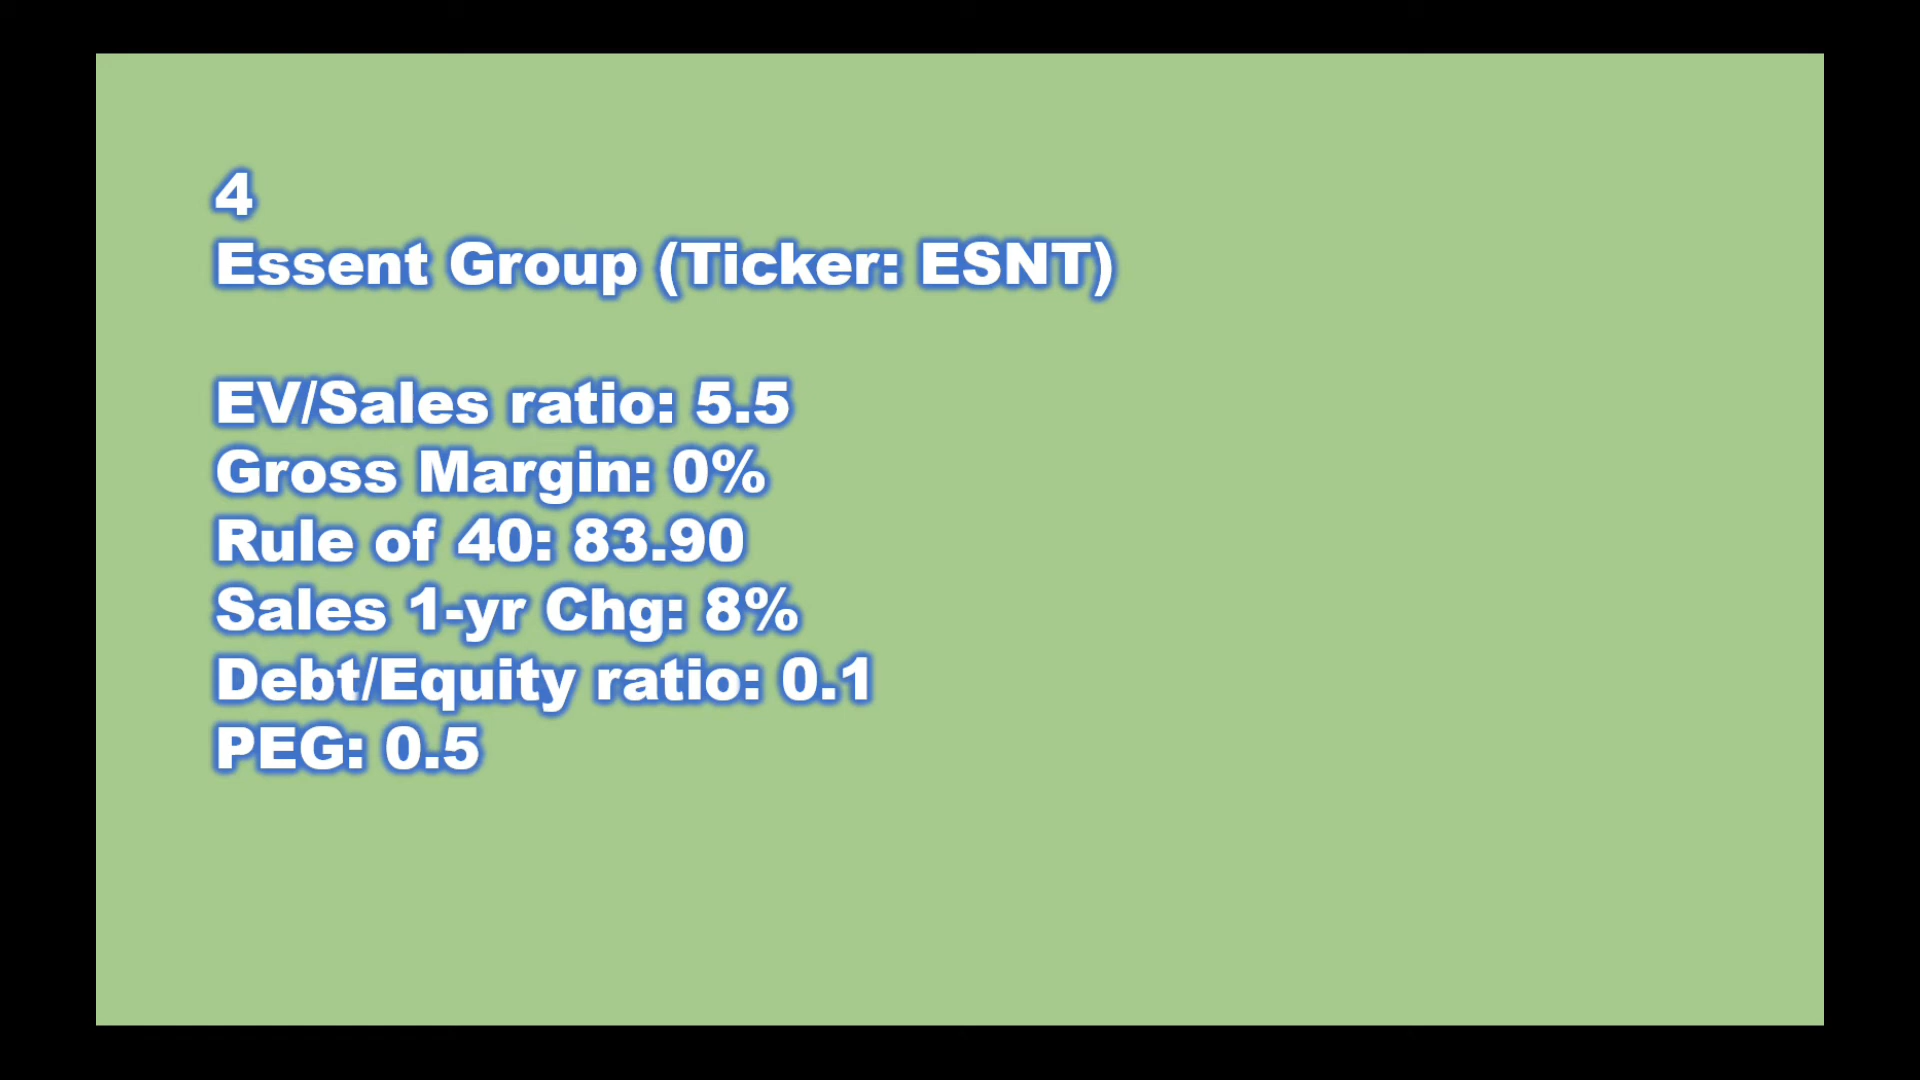 4
Essent Group (Ticker: ESNT)
EV/Sales ratio: 5.5
Gross Margin: 0%
Rule of 40: 83.90
Sales 1-yr Chg: 8%
Debt/Equity ratio: 0.1
PEG: 0.5